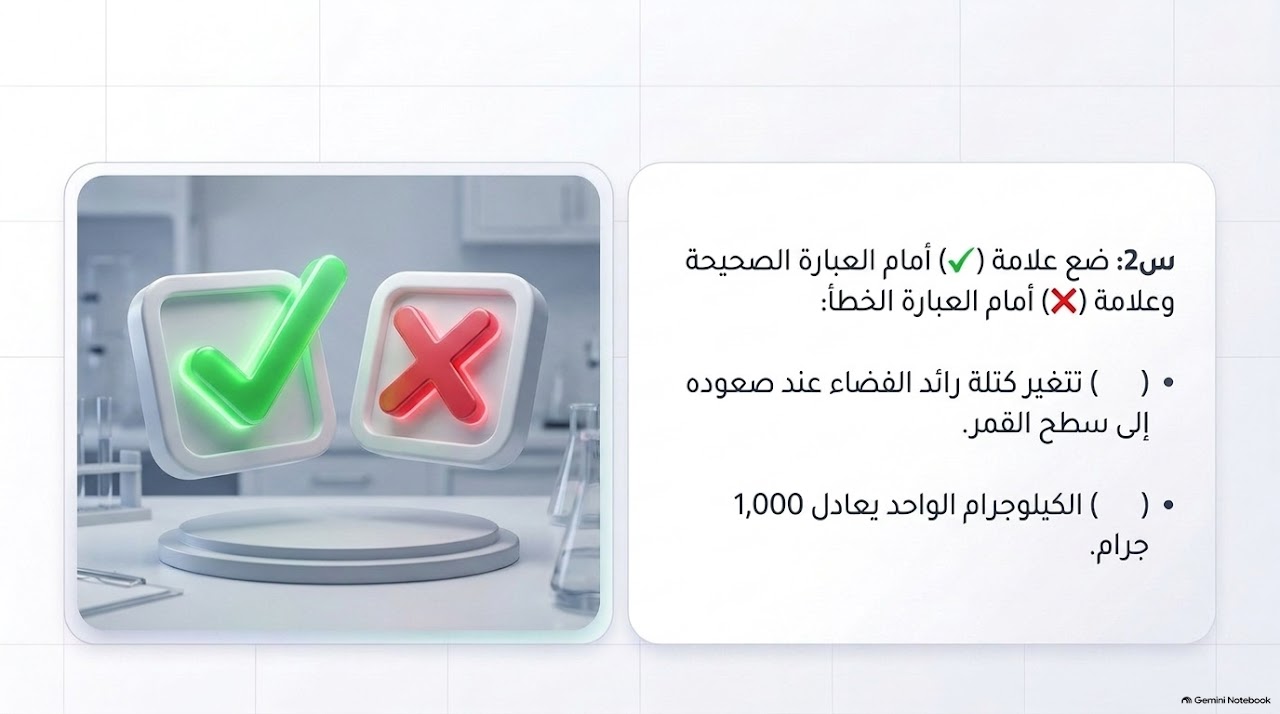 س2: ضع علامة (✓) أمام العبارة الصحيحة
وعلامة (❌) أمام العبارة الخطأ:
• ( ) تتغير كتلة رائد الفضاء عند صعوده
إلى سطح القمر.
• ( ) الكيلوجرام الواحد يعادل 1,000
جرام.
Gemini Notebook